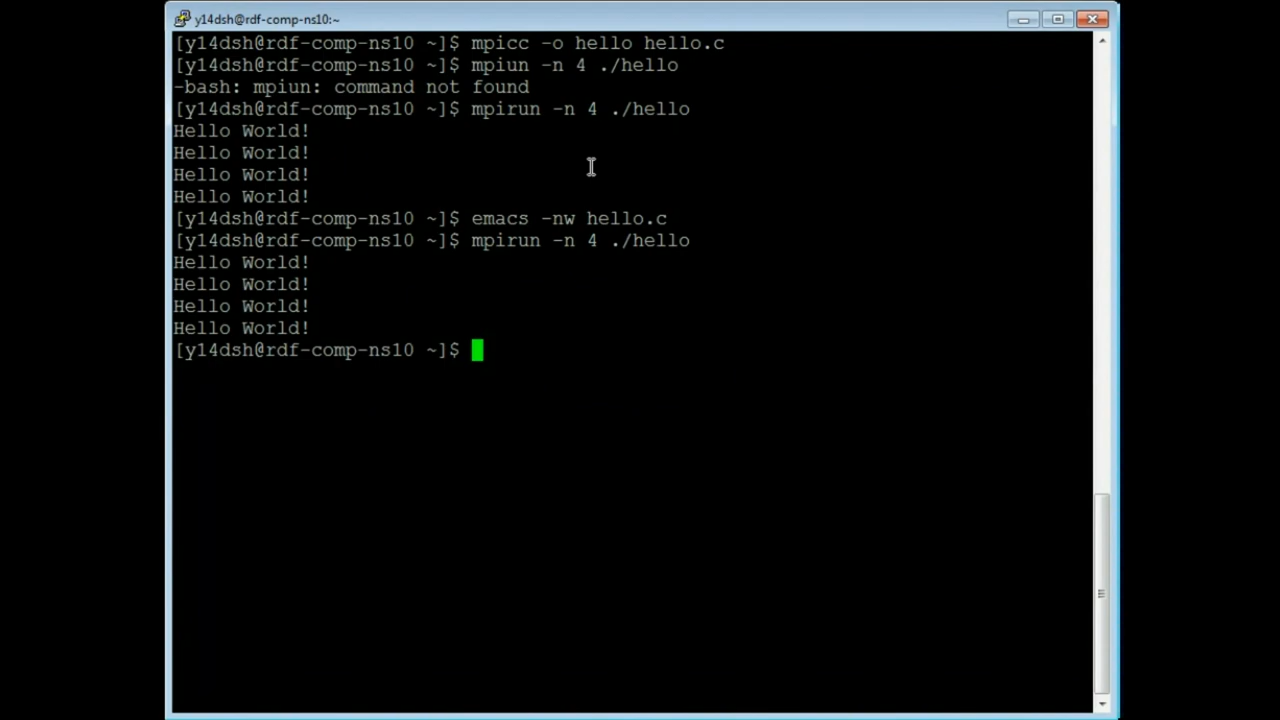 y14dsh@rdf-comp-ns10:~
[y14dsh@rdf-comp-ns10 ~]$ mpicc -o hello hello.c
[y14dsh@rdf-comp-ns10 ~]$ mpiun -n 4 ./hello
-bash: mpiun: command not found
[y14dsh@rdf-comp-ns10 ~]$ mpirun -n 4 ./hello
Hello World!
Hello World!
Hello World!
Hello World!
[y14dsh@rdf-comp-ns10 ~]$ emacs -nw hello.c
[y14dsh@rdf-comp-ns10 ~]$ mpirun -n 4 ./hello
Hello World!
Hello World!
Hello World!
Hello World!
[y14dsh@rdf-comp-ns10 ~]$